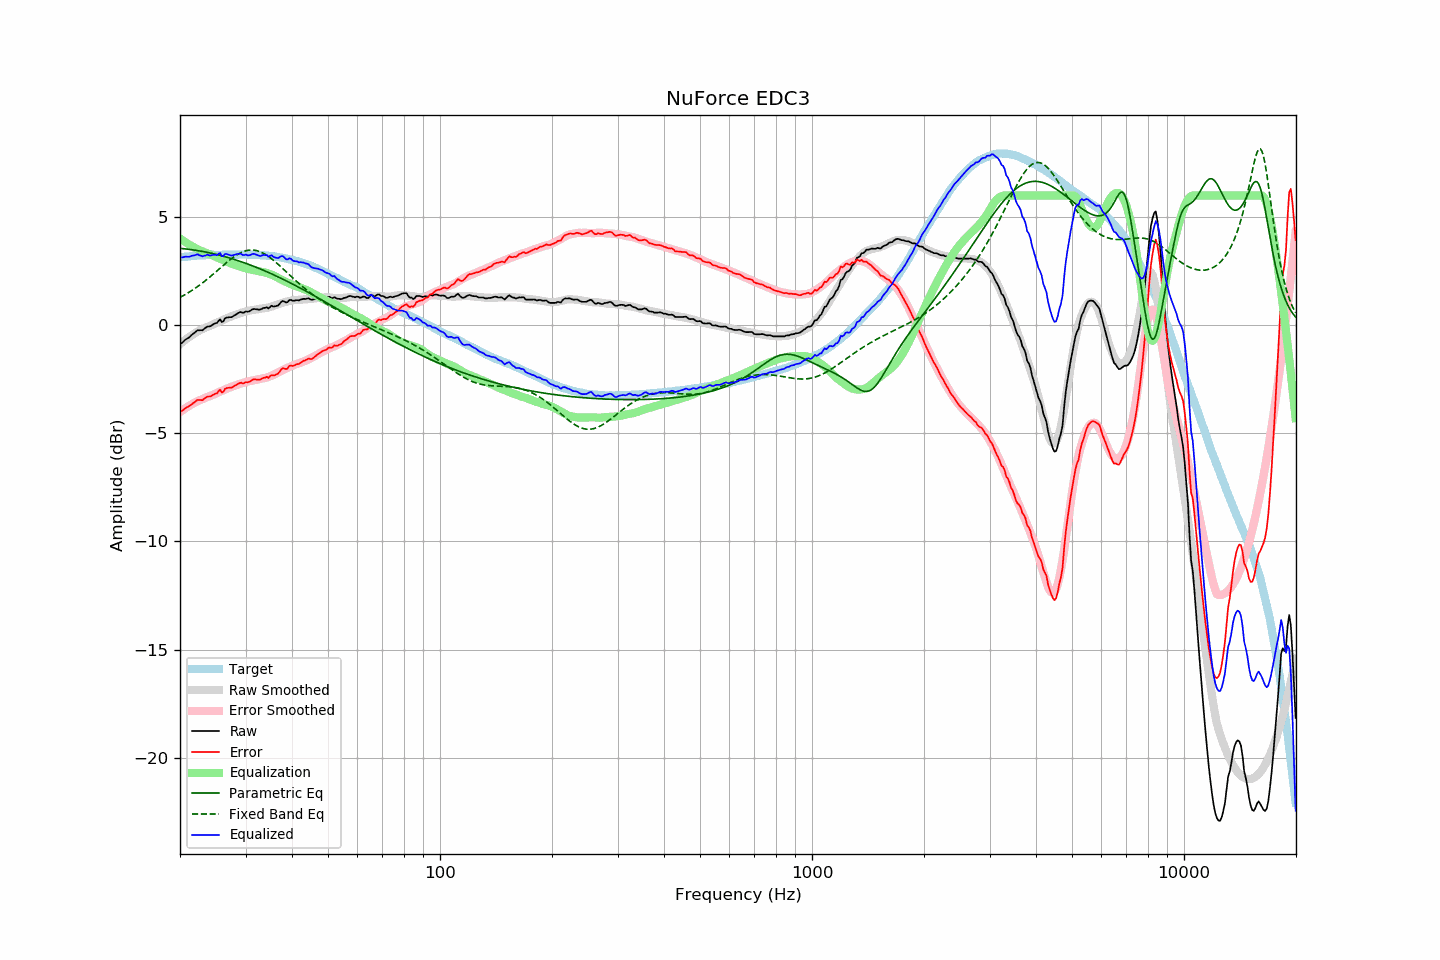 NuForce EDC3
Amplitude (dBr)
5
0
−5
−10
−15
−20
Target
Raw Smoothed
Error Smoothed
Raw
Error
Equalization
Parametric Eq
Fixed Band Eq
Equalized
100
1000
10000
Frequency (Hz)